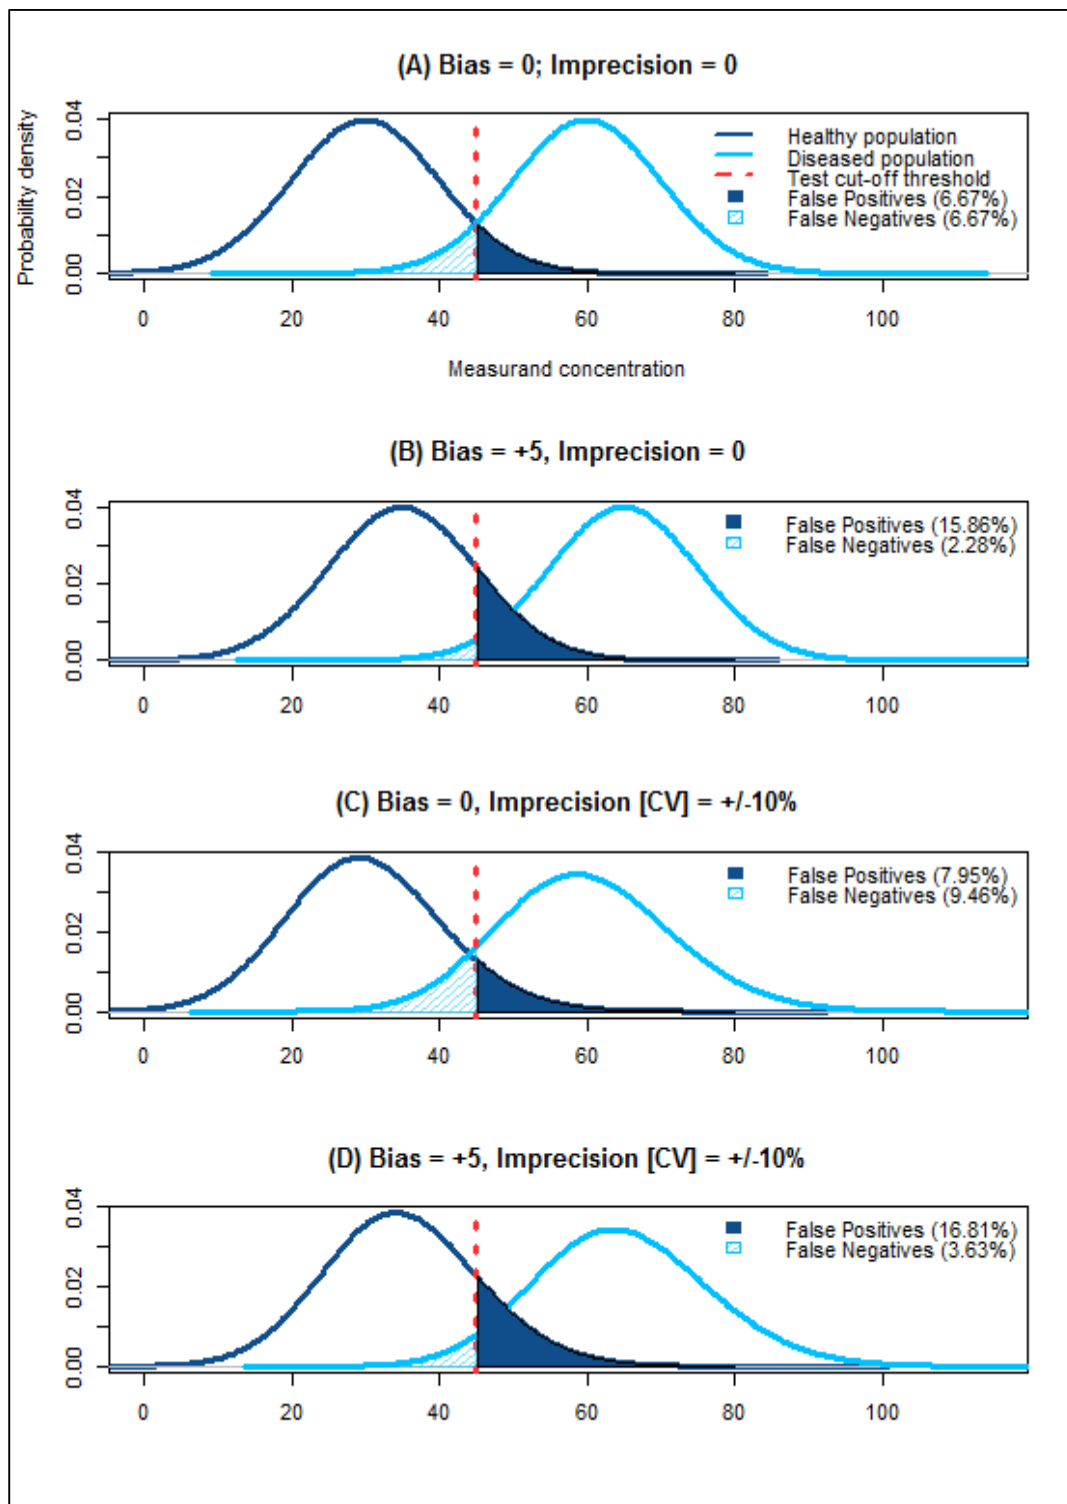 (A) Bias = 0; Imprecision = 0
Probability density
0.04
0.02
0.00
Healthy population
Diseased population
Test cut-off threshold
False Positives (6.67%)
False Negatives (6.67%)
0 20 40 60 80 100
Measurand concentration
(B) Bias = +5, Imprecision = 0
0.04
0.02
0.00
False Positives (15.86%)
False Negatives (2.28%)
0 20 40 60 80 100
(C) Bias = 0, Imprecision [CV] = +/-10%
0.04
0.02
0.00
False Positives (7.95%)
False Negatives (9.46%)
0 20 40 60 80 100
(D) Bias = +5, Imprecision [CV] = +/-10%
0.04
0.02
0.00
False Positives (16.81%)
False Negatives (3.63%)
0 20 40 60 80 100